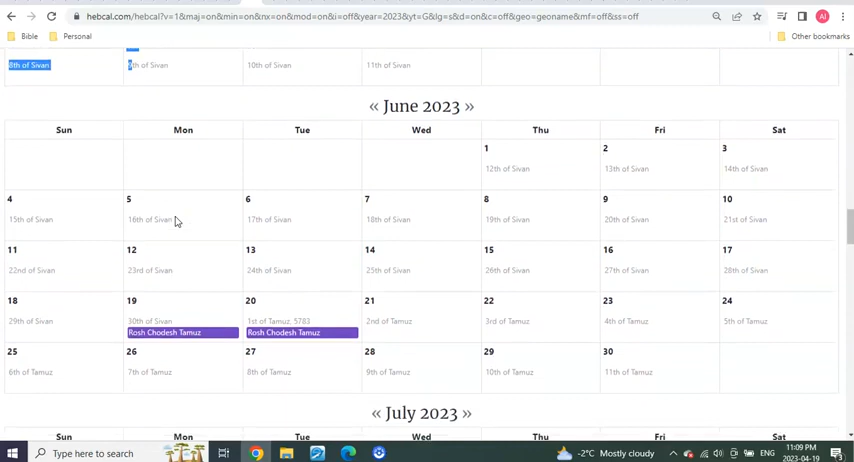 hebcal.com/hebcal?v=1&maj=on&min=on&nx=on&mod=on&i=off&year=2023&yt=G&lg=s&d=on&c=off&geo=geoname&mf=off&ss=off
AI
Bible Personal Other bookmarks
8th of Sivan 9th of Sivan 10th of Sivan 11th of Sivan
« June 2023 »
Sun Mon Tue Wed Thu Fri Sat
1 2 3
12th of Sivan 13th of Sivan 14th of Sivan
4 5 6 7 8 9 10
15th of Sivan 16th of Sivan 17th of Sivan 18th of Sivan 19th of Sivan 20th of Sivan 21st of Sivan
11 12 13 14 15 16 17
22nd of Sivan 23rd of Sivan 24th of Sivan 25th of Sivan 26th of Sivan 27th of Sivan 28th of Sivan
18 19 20 21 22 23 24
29th of Sivan 30th of Sivan 1st of Tamuz, 5783 2nd of Tamuz 3rd of Tamuz 4th of Tamuz 5th of Tamuz
Rosh Chodesh Tamuz Rosh Chodesh Tamuz
25 26 27 28 29 30
6th of Tamuz 7th of Tamuz 8th of Tamuz 9th of Tamuz 10th of Tamuz 11th of Tamuz
« July 2023 »
Sun Mon Tue Wed Thu Fri Sat
Type here to search -2°C Mostly cloudy ENG 11:09 PM
2023-04-19 3